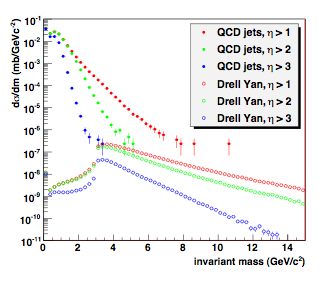 dσ/dm (mb/GeVc⁻²)
1
10⁻¹
10⁻²
10⁻³
10⁻⁴
10⁻⁵
10⁻⁶
10⁻⁷
10⁻⁸
10⁻⁹
10⁻¹⁰
10⁻¹¹
QCD jets, η > 1
QCD jets, η > 2
QCD jets, η > 3
Drell Yan, η > 1
Drell Yan, η > 2
Drell Yan, η > 3
0 2 4 6 8 10 12 14
invariant mass (GeV/c²)